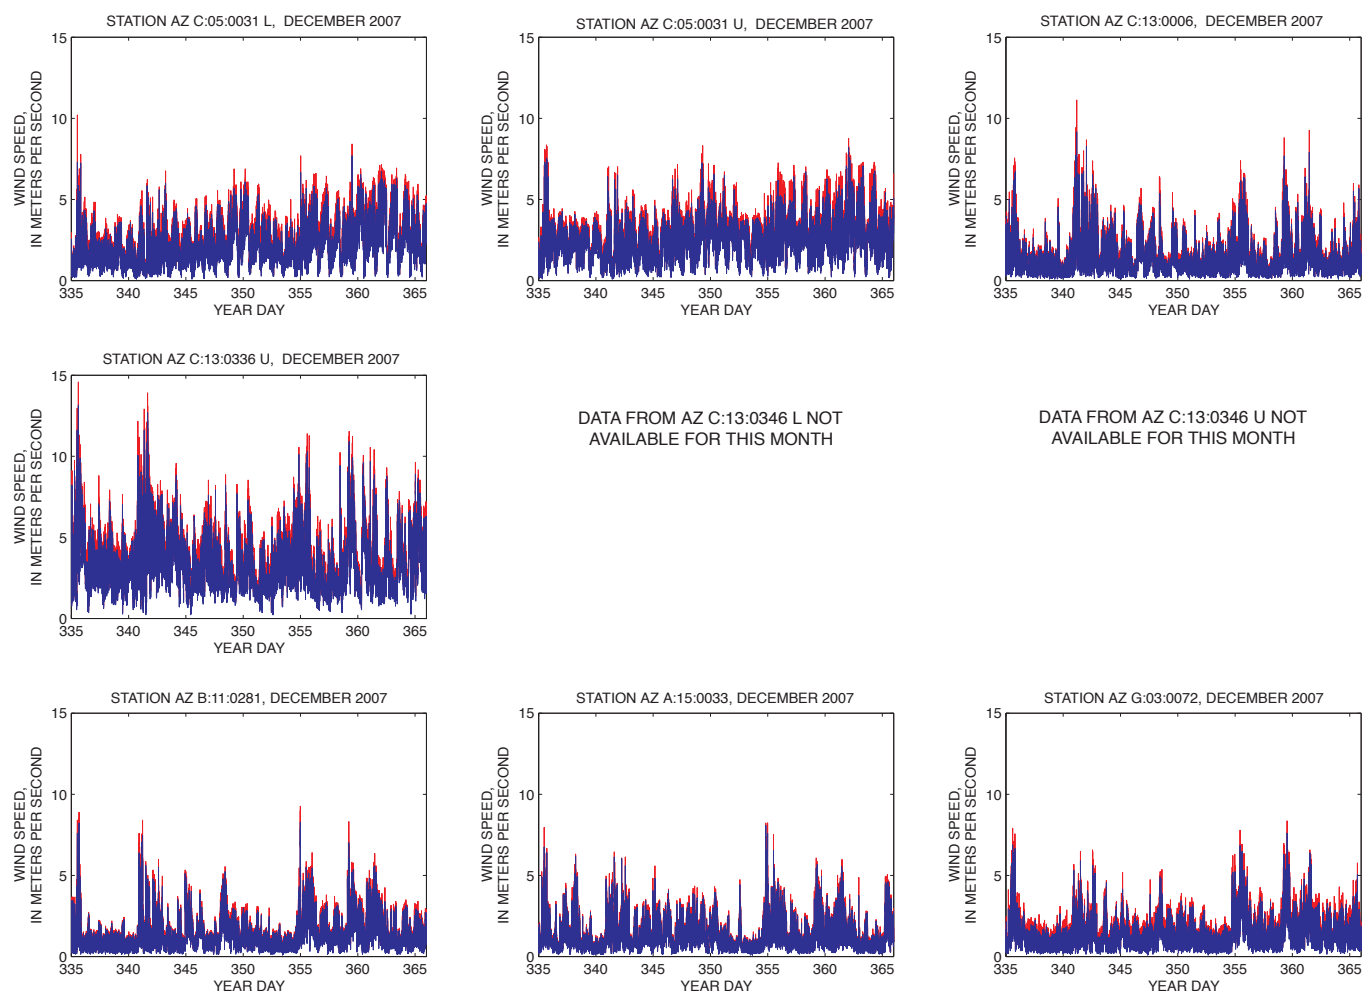 STATION AZ C:05:0031 L, DECEMBER 2007
WIND SPEED,
IN METERS PER SECOND
15
10
5
0
335 340 345 350 355 360 365
YEAR DAY
STATION AZ C:05:0031 U, DECEMBER 2007
15
10
5
0
335 340 345 350 355 360 365
YEAR DAY
STATION AZ C:13:0006, DECEMBER 2007
WIND SPEED,
IN METERS PER SECOND
15
10
5
0
335 340 345 350 355 360 365
YEAR DAY
STATION AZ C:13:0336 U, DECEMBER 2007
WIND SPEED,
IN METERS PER SECOND
15
10
5
0
335 340 345 350 355 360 365
YEAR DAY
DATA FROM AZ C:13:0346 L NOT
AVAILABLE FOR THIS MONTH
DATA FROM AZ C:13:0346 U NOT
AVAILABLE FOR THIS MONTH
STATION AZ B:11:0281, DECEMBER 2007
WIND SPEED,
IN METERS PER SECOND
15
10
5
0
335 340 345 350 355 360 365
YEAR DAY
STATION AZ A:15:0033, DECEMBER 2007
WIND SPEED,
IN METERS PER SECOND
15
10
5
0
335 340 345 350 355 360 365
YEAR DAY
STATION AZ G:03:0072, DECEMBER 2007
WIND SPEED,
IN METERS PER SECOND
15
10
5
0
335 340 345 350 355 360 365
YEAR DAY